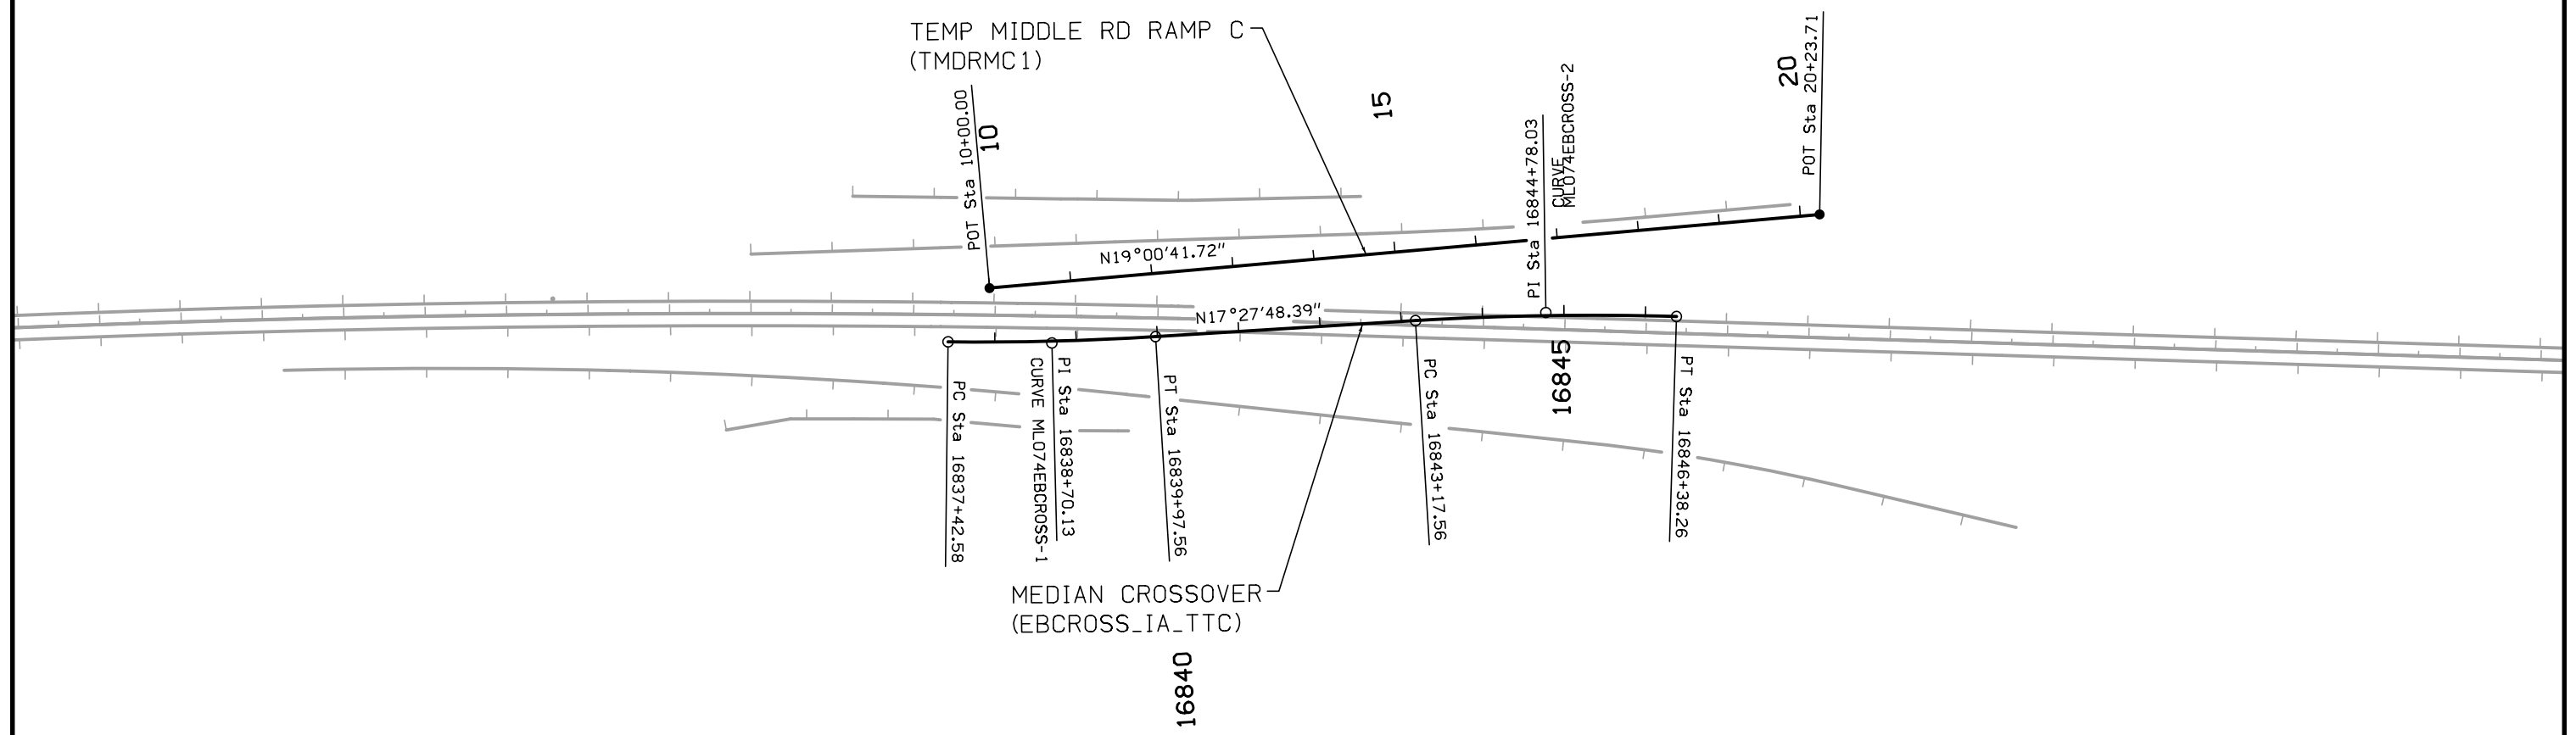 TEMP MIDDLE RD RAMP C
(TMDRMC1)
POT Sta 10+00.00
10
15
PI Sta 16844+78.03
CURVE
ML074EBCROSS-2
20
POT Sta 20+23.71
N19°00'41.72"
N17°27'48.39"
PC Sta 16837+42.58
CURVE ML074EBCROSS-1
PI Sta 16838+70.13
PT Sta 16839+97.56
PC Sta 16843+17.56
16845
PT Sta 16846+38.26
MEDIAN CROSSOVER
(EBCROSS_IA_TTC)
16840